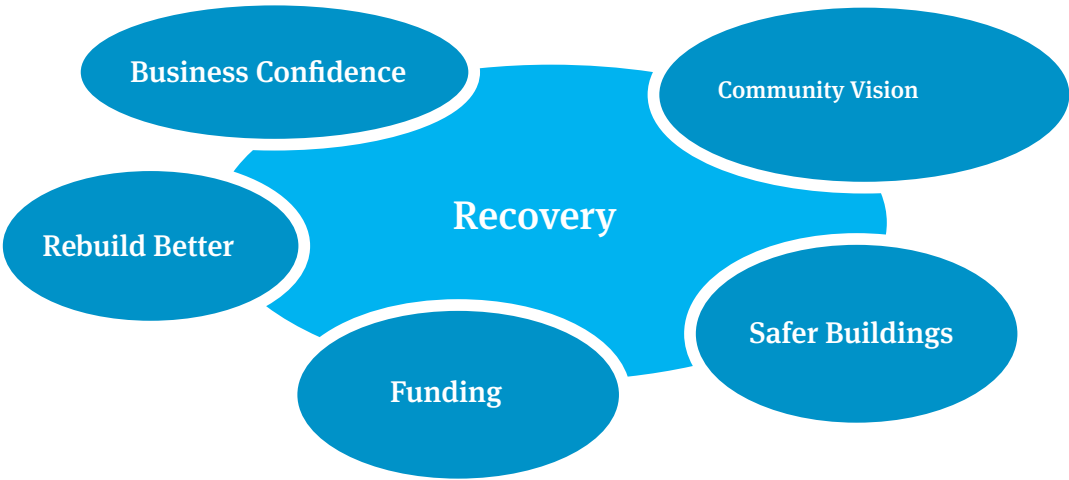 Business Confidence
Community Vision
Recovery
Rebuild Better
Safer Buildings
Funding